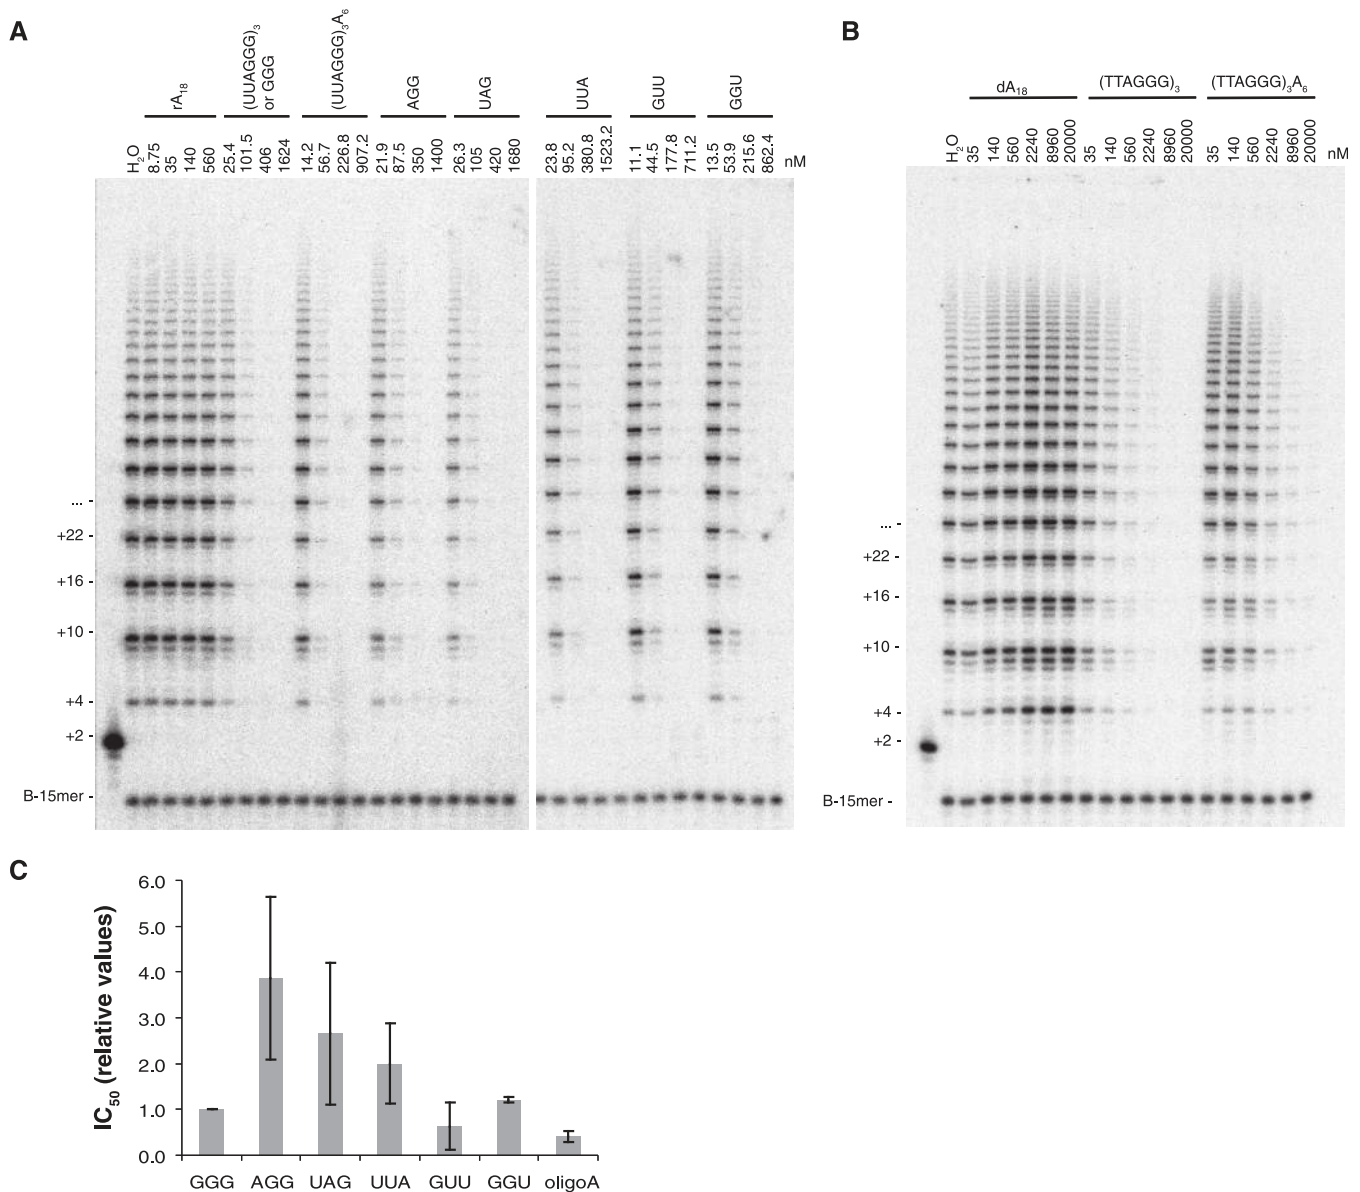 A
rA18
(UUAGGG)3 or GGG
(UUAGGG)3A6
AGG
UAG
UUA
GUU
GGU
H2O 8.75 35 140 560 25.4 101.5 406 1624 14.2 56.7 226.8 907.2 21.9 87.5 350 1400 26.3 105 420 1680 23.8 95.2 380.8 1523.2 11.1 44.5 177.8 711.2 13.5 53.9 215.6 862.4 nM
... -
+22 -
+16 -
+10 -
+4 -
+2 -
B-15mer -
B
dA18
(TTAGGG)3
(TTAGGG)3A6
H2O 35 140 560 2240 8960 20000 35 140 560 2240 8960 20000 35 140 560 2240 8960 20000 nM
... -
+22 -
+16 -
+10 -
+4 -
+2 -
B-15mer -
C
IC50 (relative values)
6.0
5.0
4.0
3.0
2.0
1.0
0.0
GGG AGG UAG UUA GUU GGU oligoA